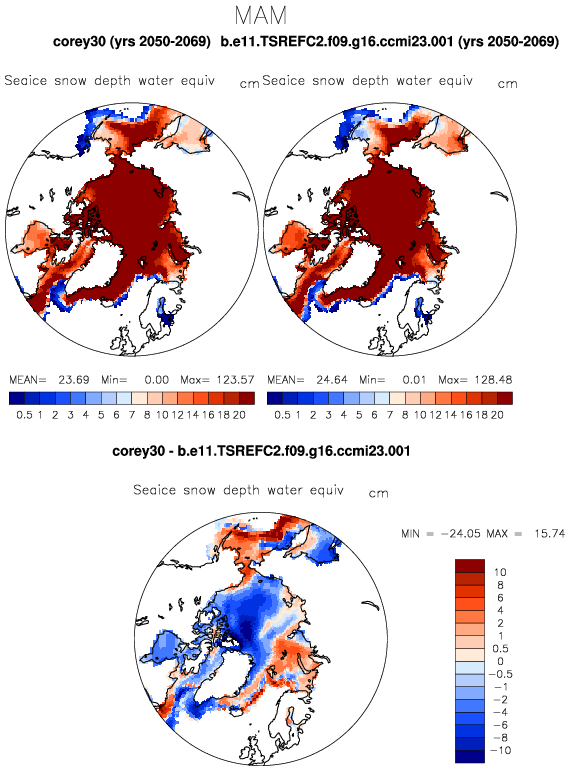 MAM
corey30 (yrs 2050-2069) b.e11.TSREFC2.f09.g16.ccmi23.001 (yrs 2050-2069)
Seaice snow depth water equiv cm Seaice snow depth water equiv cm
MEAN= 23.69 Min= 0.00 Max= 123.57 MEAN= 24.64 Min= 0.01 Max= 128.48
0.5 1 2 3 4 5 6 7 8 10 12 14 16 18 20 0.5 1 2 3 4 5 6 7 8 10 12 14 16 18 20
corey30 - b.e11.TSREFC2.f09.g16.ccmi23.001
Seaice snow depth water equiv cm
MIN = -24.05 MAX = 15.74
10
8
6
4
2
1
0.5
0
-0.5
-1
-2
-4
-6
-8
-10